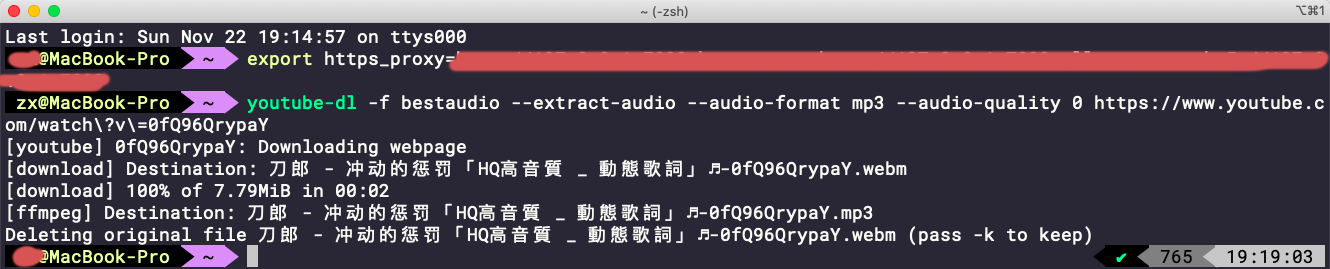 ~ (-zsh)
⌥⌘1
Last login: Sun Nov 22 19:14:57 on ttys000
@MacBook-Pro ~ export https_proxy=
zx@MacBook-Pro ~ youtube-dl -f bestaudio --extract-audio --audio-format mp3 --audio-quality 0 https://www.youtube.c
om/watch\?v\=0fQ96QrypaY
[youtube] 0fQ96QrypaY: Downloading webpage
[download] Destination: 刀郎 - 冲动的惩罚「HQ高音質 _ 動態歌詞」♬-0fQ96QrypaY.webm
[download] 100% of 7.79MiB in 00:02
[ffmpeg] Destination: 刀郎 - 冲动的惩罚「HQ高音質 _ 動態歌詞」♬-0fQ96QrypaY.mp3
Deleting original file 刀郎 - 冲动的惩罚「HQ高音質 _ 動態歌詞」♬-0fQ96QrypaY.webm (pass -k to keep)
@MacBook-Pro ~ ✔ 765 19:19:03